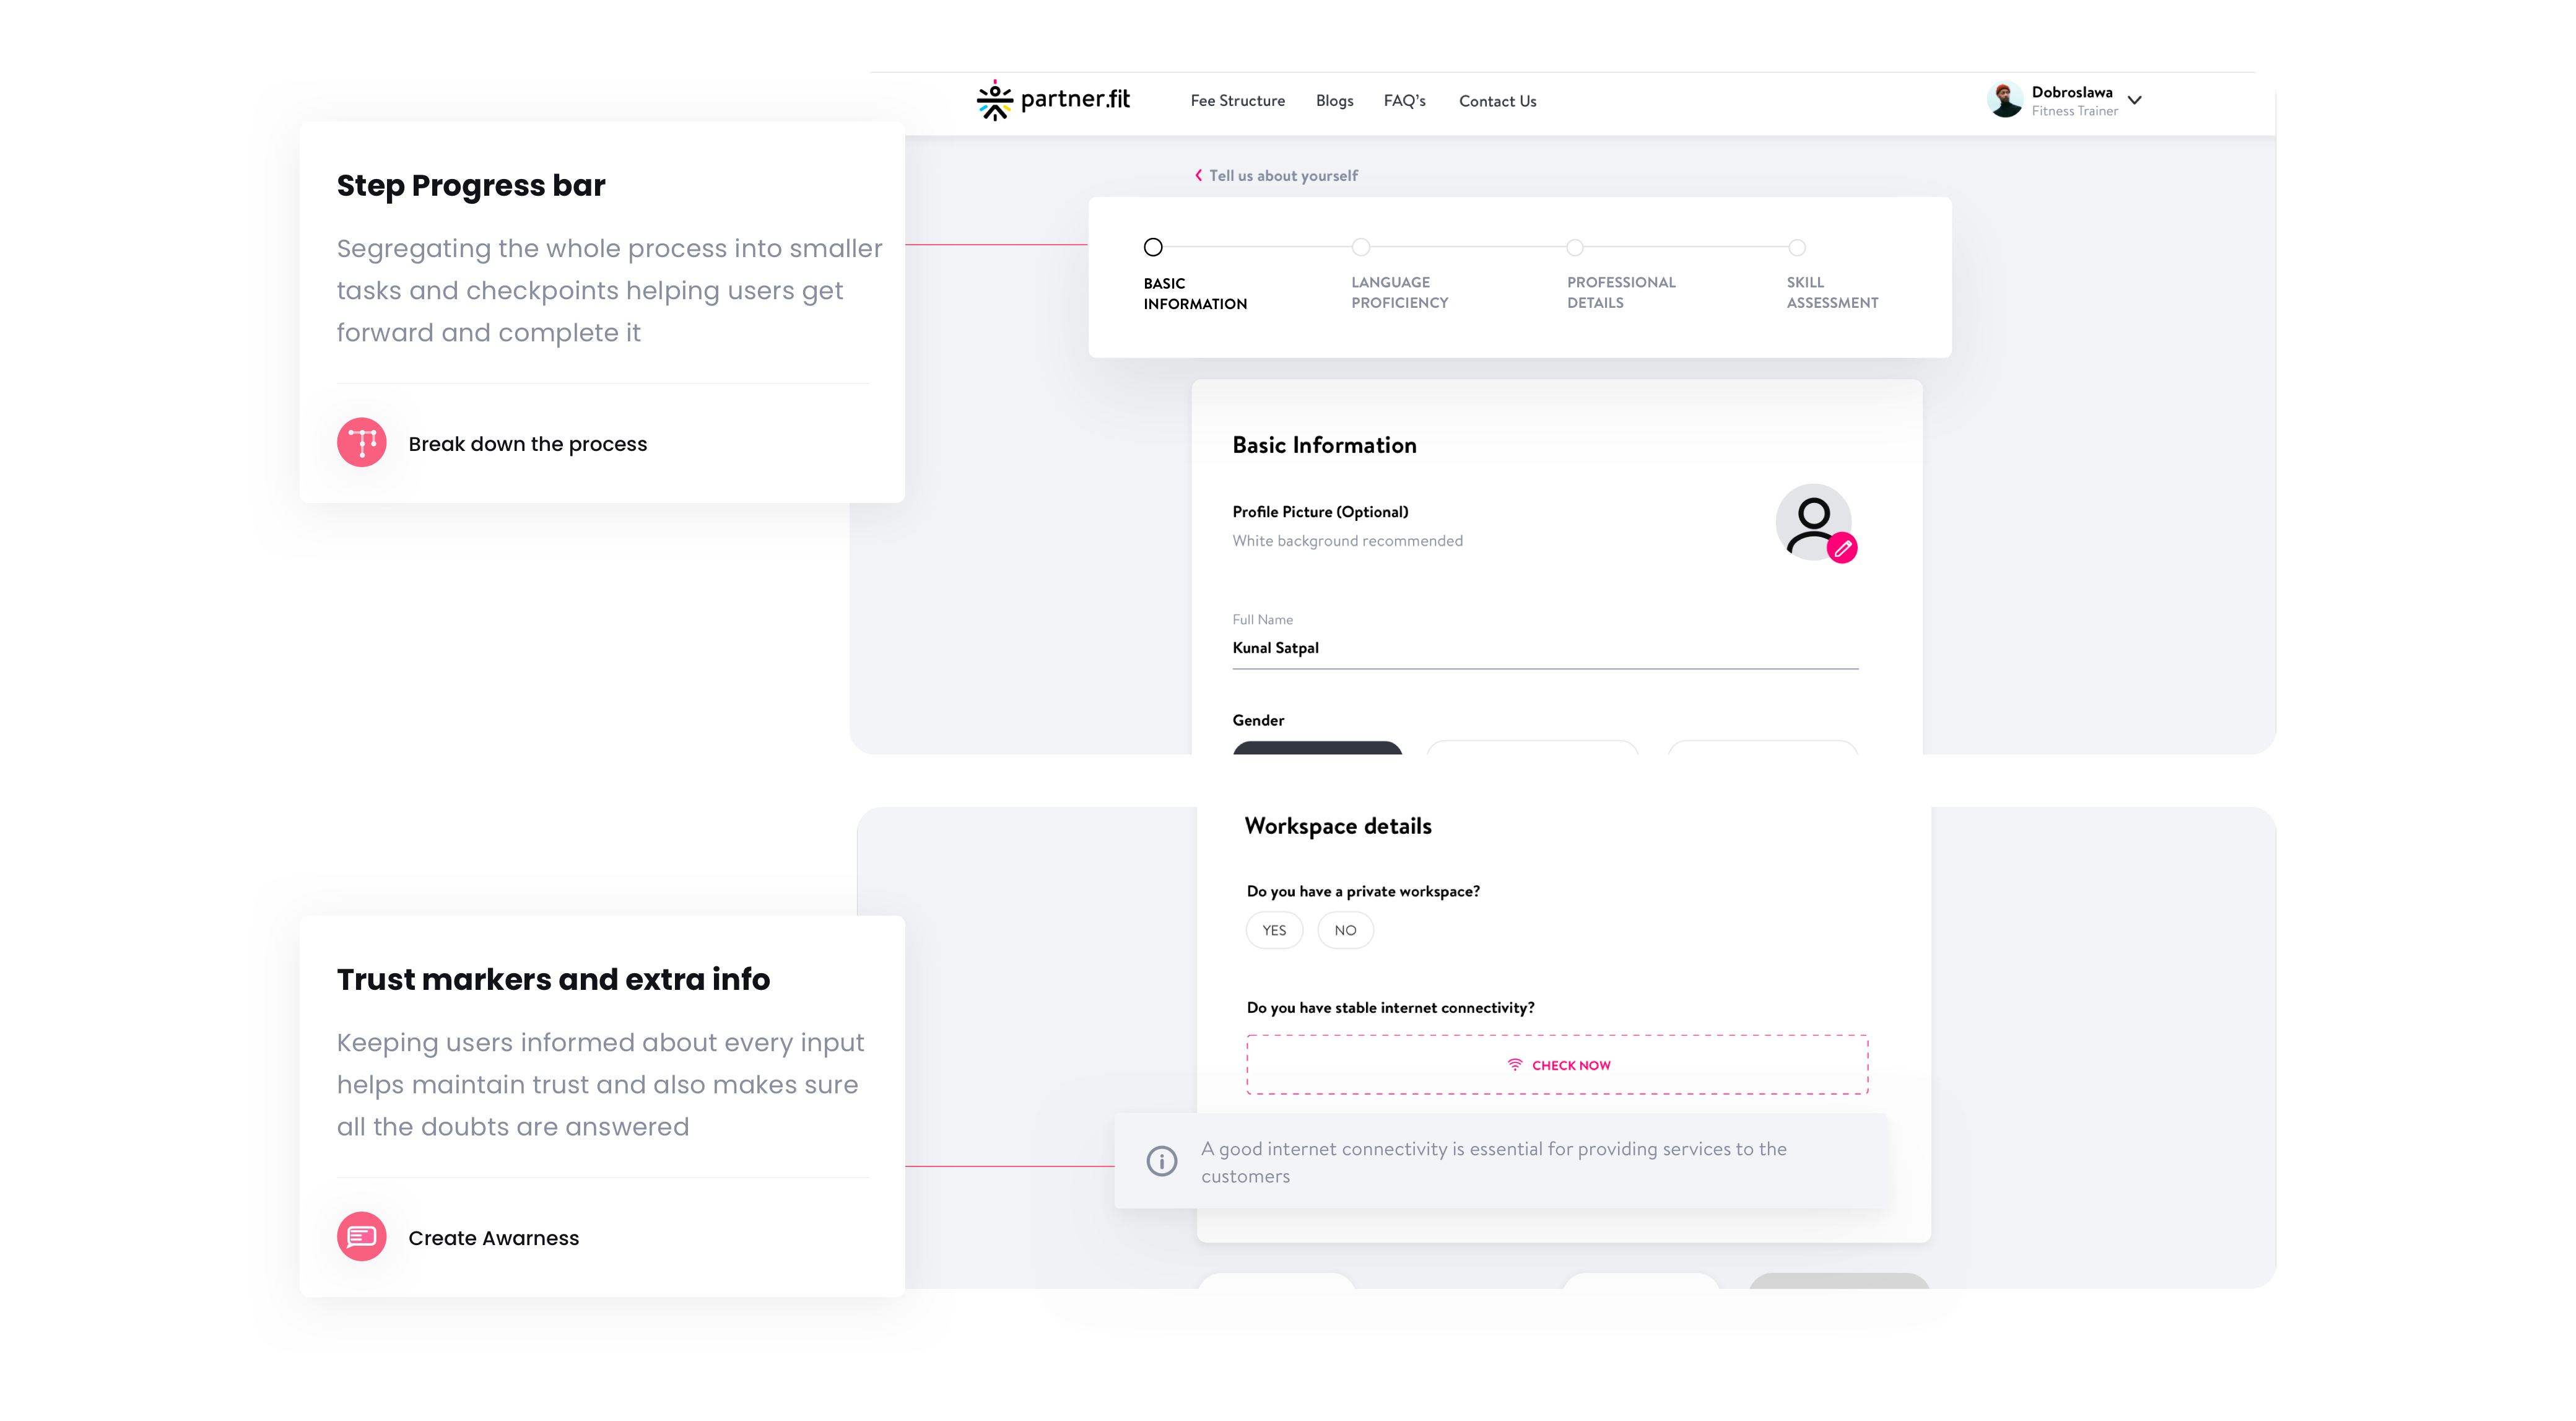 partner.fit
Fee Structure
Blogs
FAQ's
Contact Us
Dobroslawa
Fitness Trainer
Step Progress bar
Segregating the whole process into smaller
tasks and checkpoints helping users get
forward and complete it
Break down the process
Tell us about yourself
BASIC
INFORMATION
LANGUAGE
PROFICIENCY
PROFESSIONAL
DETAILS
SKILL
ASSESSMENT
Basic Information
Profile Picture (Optional)
White background recommended
Full Name
Kunal Satpal
Gender
Trust markers and extra info
Keeping users informed about every input
helps maintain trust and also makes sure
all the doubts are answered
Create Awarness
Workspace details
Do you have a private workspace?
YES
NO
Do you have stable internet connectivity?
CHECK NOW
A good internet connectivity is essential for providing services to the
customers